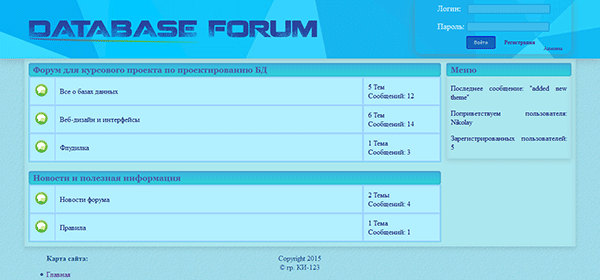 DATABASE FORUM
Логин:
Пароль:
Войти Регистрация
Форум для курсового проекта по проектированию БД
Все о базах данных
5 Тем
Сообщений: 12
Веб-дизайн и интерфейсы
6 Тем
Сообщений: 14
Флудилка
1 Тема
Сообщений: 3
Новости и полезная информация
Новости форума
2 Темы
Сообщений: 4
Правила
1 Тема
Сообщений: 1
Меню
Последнее сообщение: "added new
theme"
Поприветствуем пользователя:
Nikolay
Зарегистрированных пользователей:
5
Карта сайта:
Главная
Copyright 2015
© гр. КИ-123